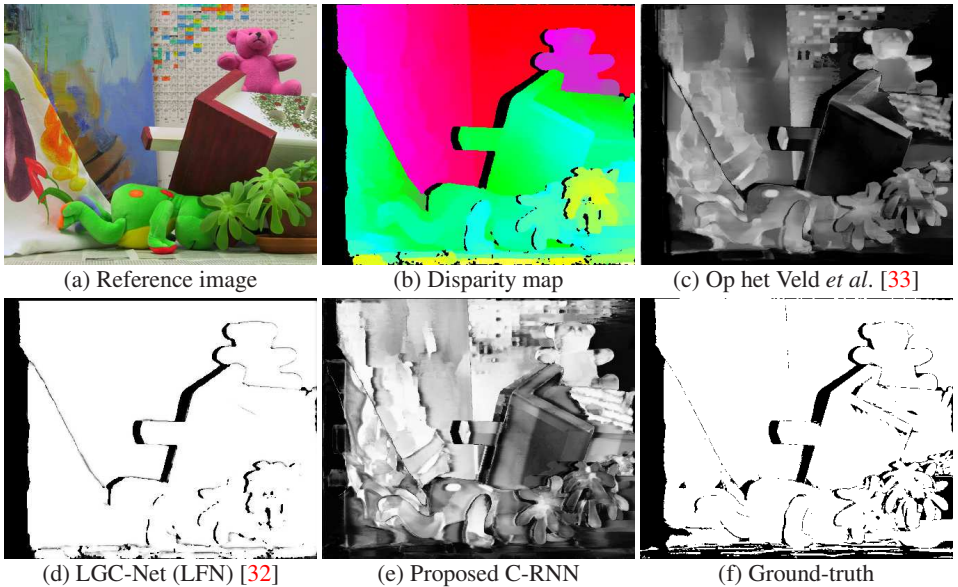 (a) Reference image
(b) Disparity map
(c) Op het Veld et al. [33]
(d) LGC-Net (LFN) [32]
(e) Proposed C-RNN
(f) Ground-truth